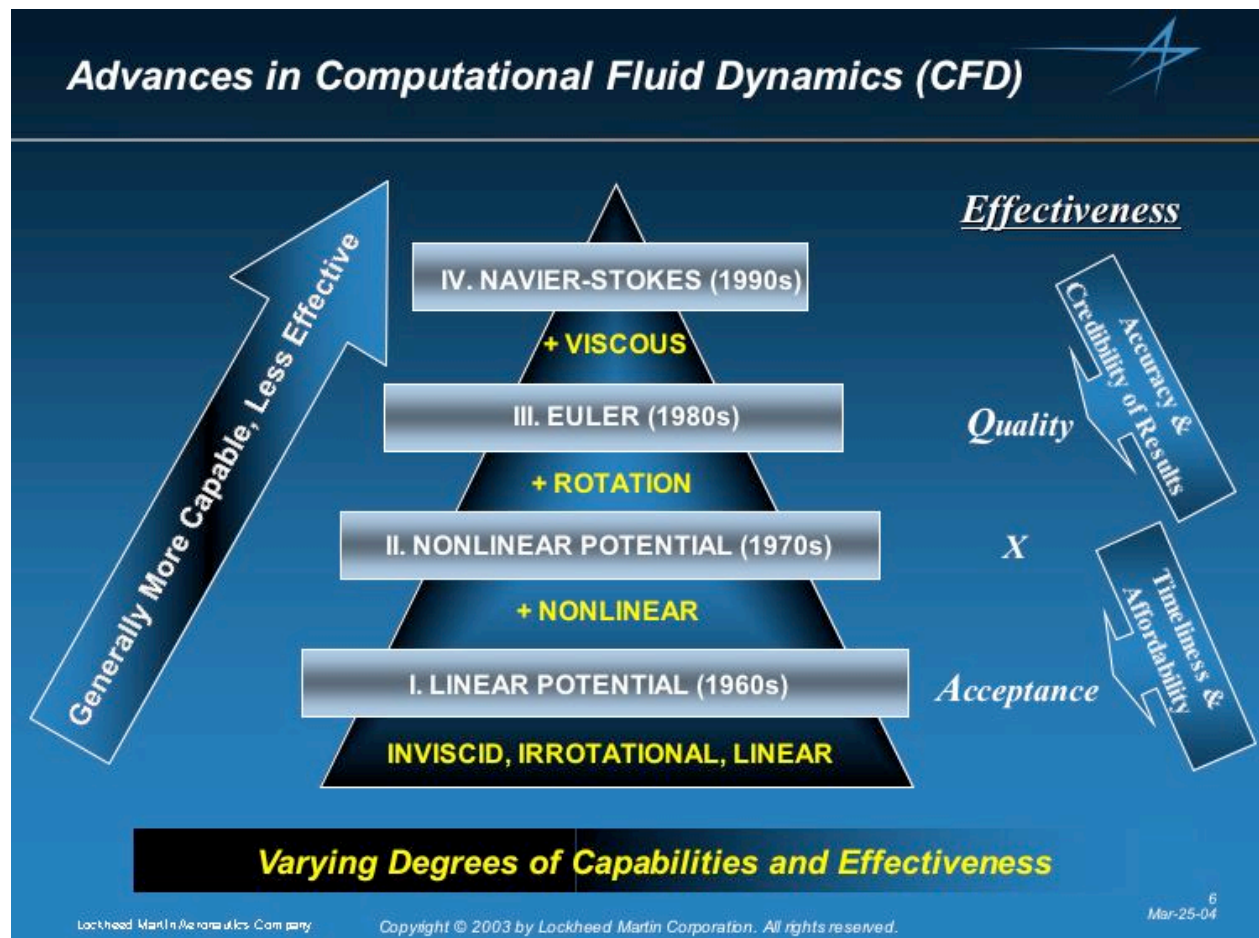 Advances in Computational Fluid Dynamics (CFD)
Generally More Capable, Less Effective
IV. NAVIER-STOKES (1990s)
+ VISCOUS
III. EULER (1980s)
+ ROTATION
II. NONLINEAR POTENTIAL (1970s)
+ NONLINEAR
I. LINEAR POTENTIAL (1960s)
INVISCID, IRROTATIONAL, LINEAR
Effectiveness
Quality
X
Acceptance
Accuracy &
Credibility of Results
Timeliness &
Affordability
Varying Degrees of Capabilities and Effectiveness
Lockheed Martin Aeronautics Company
Copyright © 2003 by Lockheed Martin Corporation. All rights reserved.
6
Mar-25-04